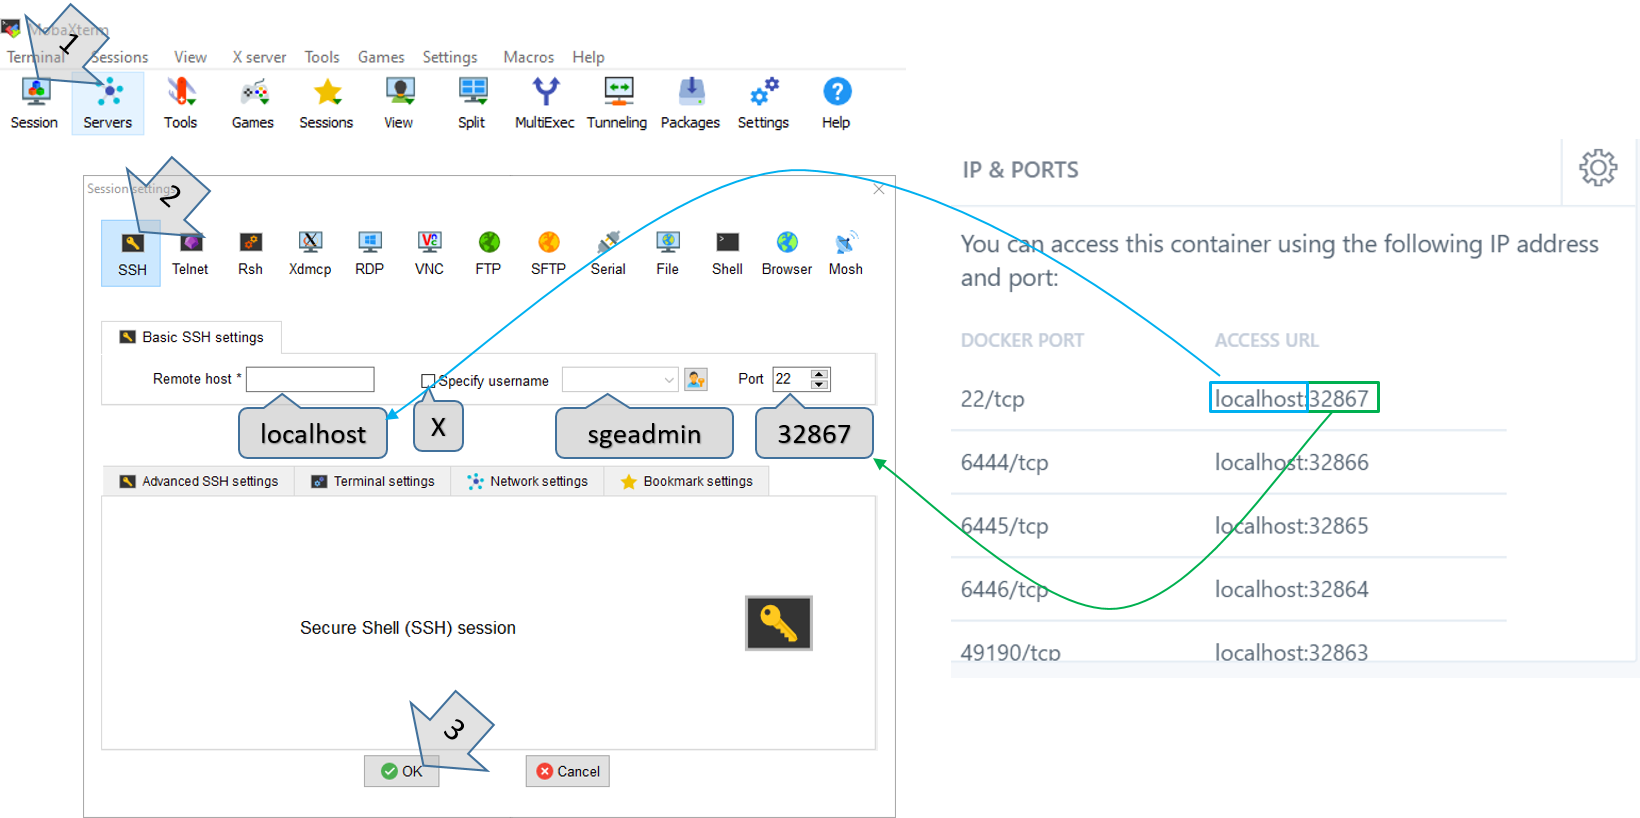 MobaXterm
1
Terminal Sessions View X server Tools Games Settings Macros Help
Session Servers Tools Games Sessions View Split MultiExec Tunneling Packages Settings Help
Session settings
2
SSH Telnet Rsh Xdmcp RDP VNC FTP SFTP Serial File Shell Browser Mosh
Basic SSH settings
Remote host * Specify username Port 22
localhost X sgeadmin 32867
Advanced SSH settings Terminal settings Network settings Bookmark settings
Secure Shell (SSH) session
3
OK Cancel
IP & PORTS
You can access this container using the following IP address
and port:
DOCKER PORT ACCESS URL
22/tcp localhost:32867
6444/tcp localhost:32866
6445/tcp localhost:32865
6446/tcp localhost:32864
49190/tcp localhost:32863